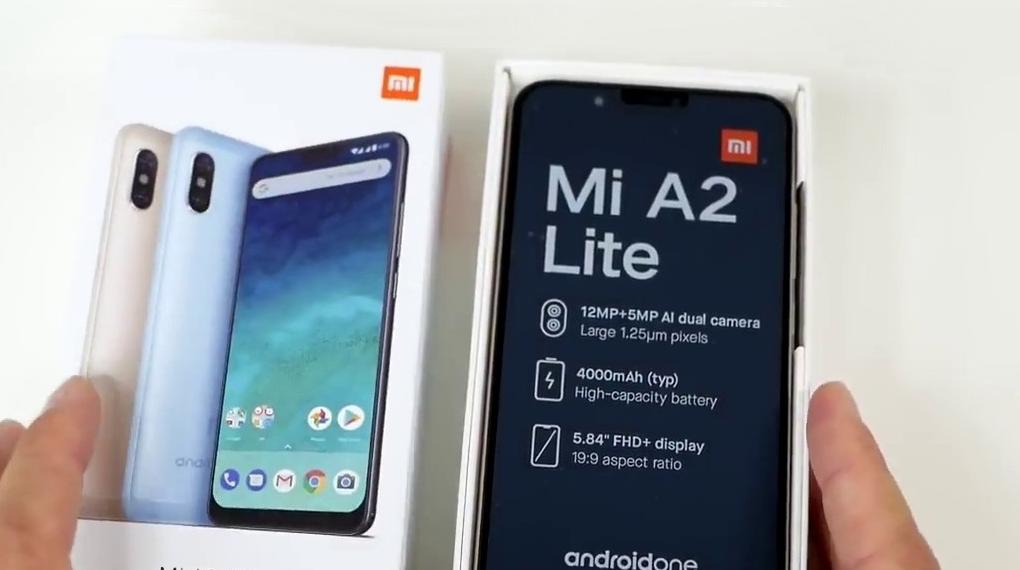 mi
mi
Mi A2
Lite
12MP+5MP AI dual camera
Large 1.25μm pixels
4000mAh (typ)
High-capacity battery
5.84" FHD+ display
19:9 aspect ratio
androidone